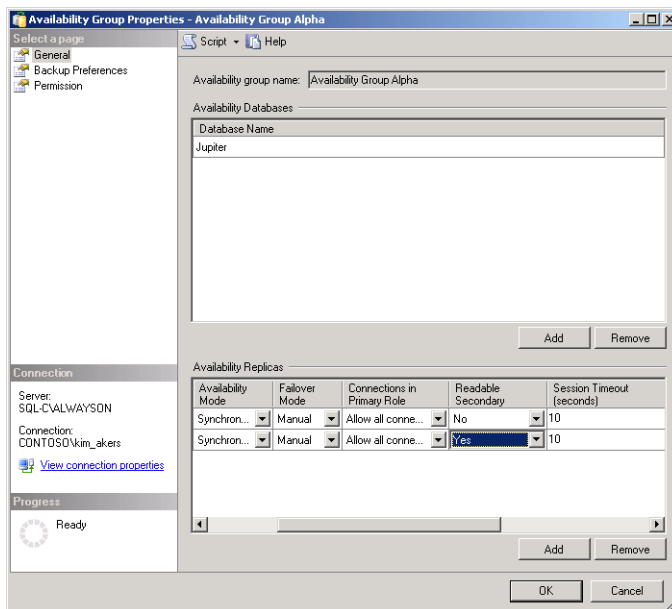 Availability Group Properties - Availability Group Alpha
Select a page
General
Backup Preferences
Permission
Script Help
Availability group name: Availability Group Alpha
Availability Databases
Database Name
Jupiter
Add Remove
Connection
Server:
SQL-C\ALWAYSON
Connection:
CONTOSO\kim_akers
View connection properties
Progress
Ready
Availability Replicas
Availability Mode Failover Mode Connections in Primary Role Readable Secondary Session Timeout (seconds)
Synchron... Manual Allow all conne... No 10
Synchron... Manual Allow all conne... Yes 10
Add Remove
OK Cancel